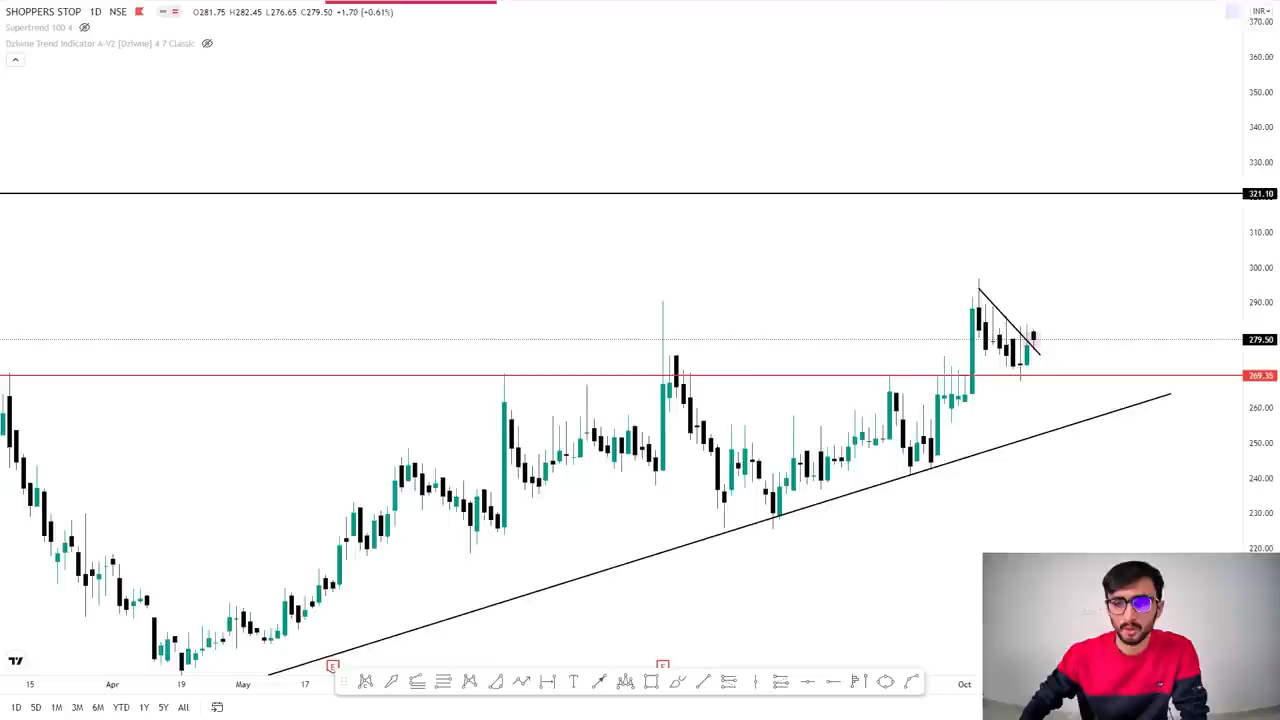 SHOPPERS STOP 1D NSE O281.75 H282.45 L276.65 C279.50 +1.70 (+0.61%)
INR
Supertrend 100 4
Dziwne Trend Indicator A-V2 [Dziwne] 4 7 Classic
370.00
360.00
350.00
340.00
330.00
321.10
310.00
300.00
290.00
279.50
269.35
260.00
250.00
240.00
230.00
220.00
E
E
T
15 Apr 19 May 17 Oct
1D 5D 1M 3M 6M YTD 1Y 5Y All